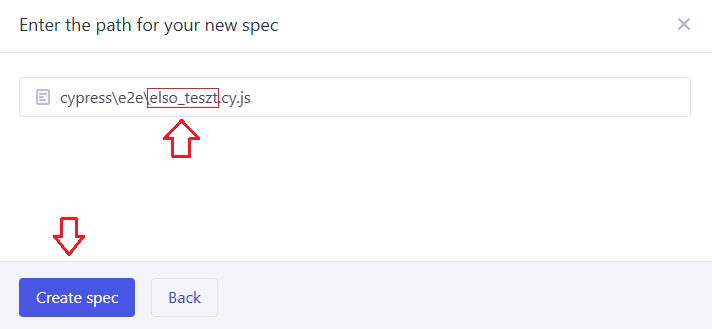 Enter the path for your new spec
cypress\e2e\elso_teszt.cy.js
Create spec
Back